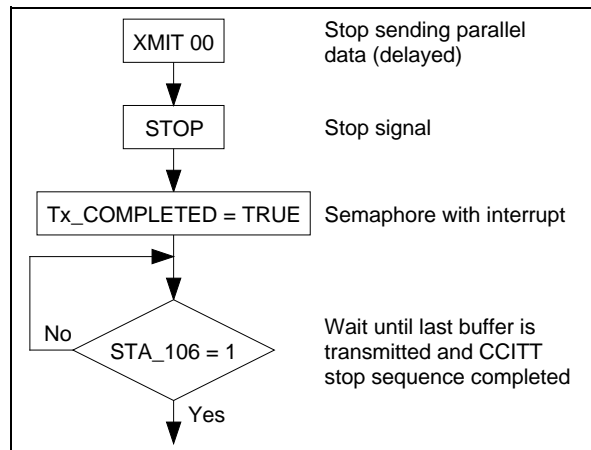 XMIT 00
Stop sending parallel
data (delayed)
STOP
Stop signal
Tx_COMPLETED = TRUE
Semaphore with interrupt
No
STA_106 = 1
Wait until last buffer is
transmitted and CCITT
stop sequence completed
Yes